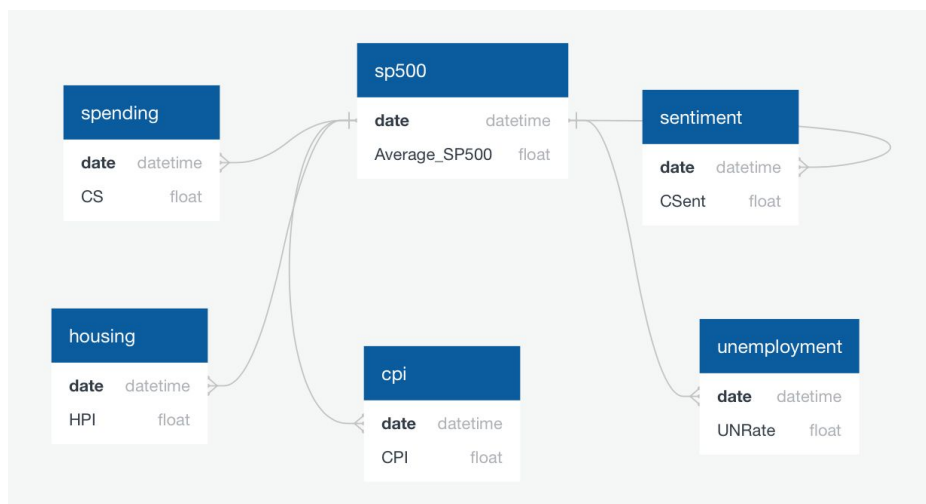 sp500
date datetime
Average_SP500 float
spending
date datetime
CS float
sentiment
date datetime
CSent float
housing
date datetime
HPI float
cpi
date datetime
CPI float
unemployment
date datetime
UNRate float